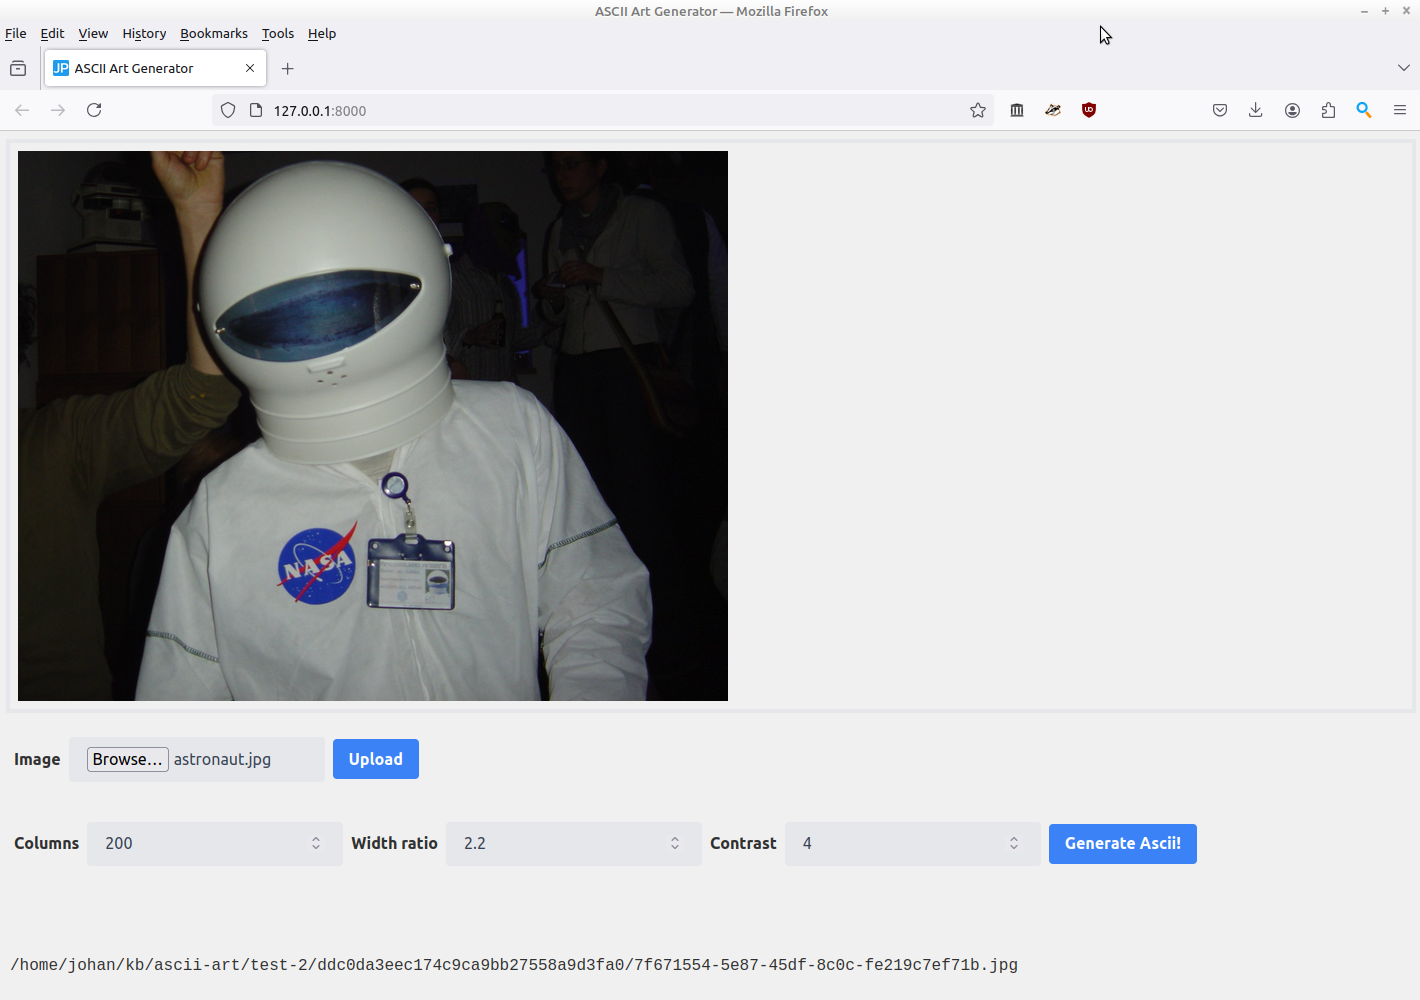 ASCII Art Generator — Mozilla Firefox
File Edit View History Bookmarks Tools Help
JP ASCII Art Generator
127.0.0.1:8000
NASA
Image Browse... astronaut.jpg Upload
Columns 200 Width ratio 2.2 Contrast 4 Generate Ascii!
/home/johan/kb/ascii-art/test-2/ddc0da3eec174c9ca9bb27558a9d3fa0/7f671554-5e87-45df-8c0c-fe219c7ef71b.jpg